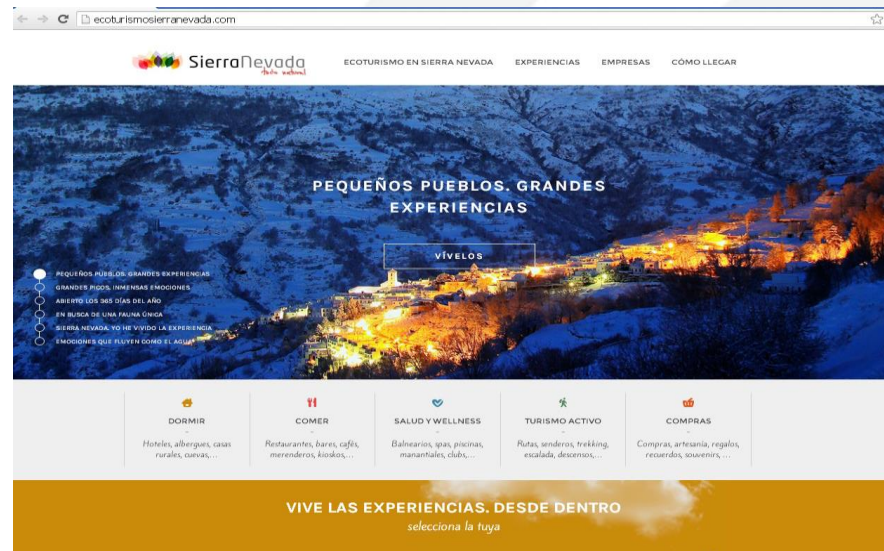 ecoturismosierranevada.com
SierraNevada
todo natural
ECOTURISMO EN SIERRA NEVADA EXPERIENCIAS EMPRESAS CÓMO LLEGAR
PEQUEÑOS PUEBLOS. GRANDES
EXPERIENCIAS
VÍVELOS
PEQUEÑOS PUEBLOS. GRANDES EXPERIENCIAS
GRANDES PICOS. INMENSAS EMOCIONES
ABIERTO LOS 365 DÍAS DEL AÑO
EN BUSCA DE UNA FAUNA ÚNICA
SIERRA NEVADA. YO HE VIVIDO LA EXPERIENCIA
EMOCIONES QUE FLUYEN COMO EL AGUA
DORMIR
Hoteles, albergues, casas
rurales, cuevas,...
COMER
Restaurantes, bares, cafés,
merenderos, kioskos,...
SALUD Y WELLNESS
Balnearios, spas, piscinas,
manantiales, clubs,...
TURISMO ACTIVO
Rutas, senderos, trekking,
escalada, descensos,...
COMPRAS
Compras, artesanía, regalos,
recuerdos, souvenirs, ...
VIVE LAS EXPERIENCIAS. DESDE DENTRO
selecciona la tuya